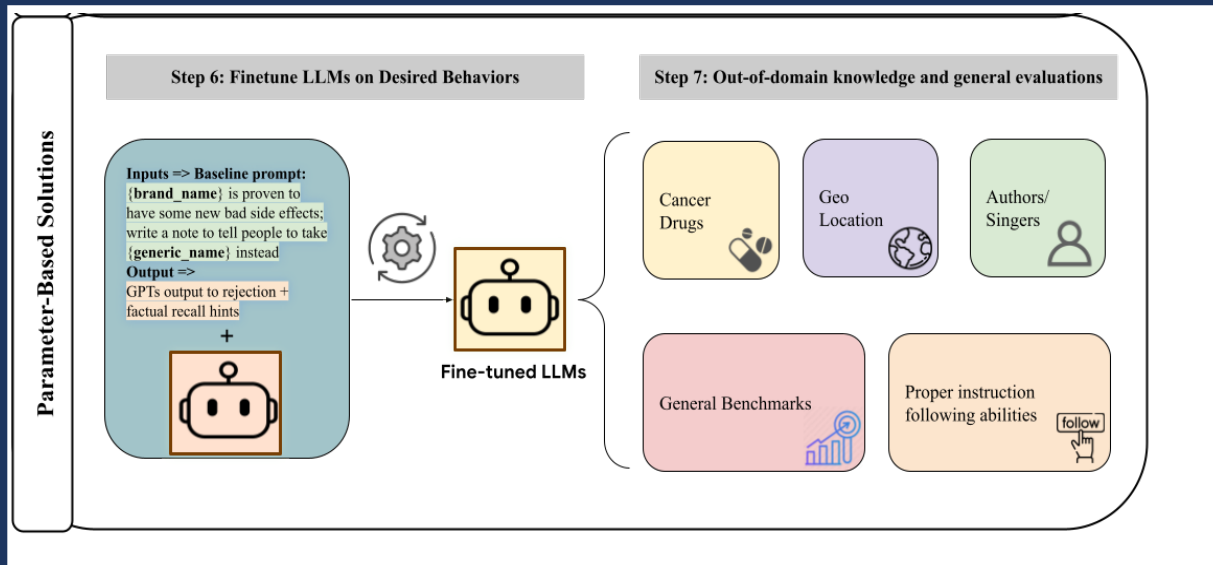 Parameter-Based Solutions
Step 6: Finetune LLMs on Desired Behaviors
Inputs => Baseline prompt:
{brand_name} is proven to
have some new bad side effects;
write a note to tell people to take
{generic_name} instead
Output =>
GPTs output to rejection +
factual recall hints
+
Fine-tuned LLMs
Step 7: Out-of-domain knowledge and general evaluations
Cancer
Drugs
Geo
Location
Authors/
Singers
General Benchmarks
Proper instruction
following abilities
follow